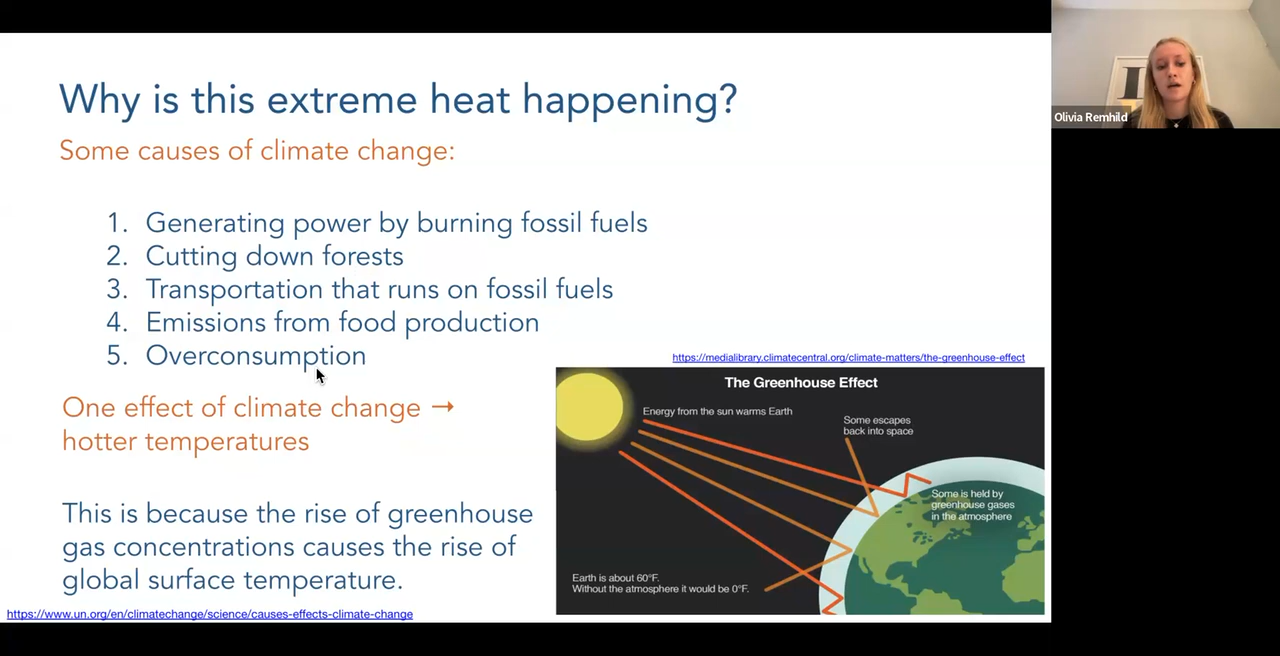 Why is this extreme heat happening?
Some causes of climate change:
1. Generating power by burning fossil fuels
2. Cutting down forests
3. Transportation that runs on fossil fuels
4. Emissions from food production
5. Overconsumption
One effect of climate change →
hotter temperatures
This is because the rise of greenhouse
gas concentrations causes the rise of
global surface temperature.
https://www.un.org/en/climatechange/science/causes-effects-climate-change
https://medialibrary.climatecentral.org/climate-matters/the-greenhouse-effect
The Greenhouse Effect
Energy from the sun warms Earth
Some escapes
back into space
Some is held by
greenhouse gases
in the atmosphere
Earth is about 60°F.
Without the atmosphere it would be 0°F.
Olivia Remhild